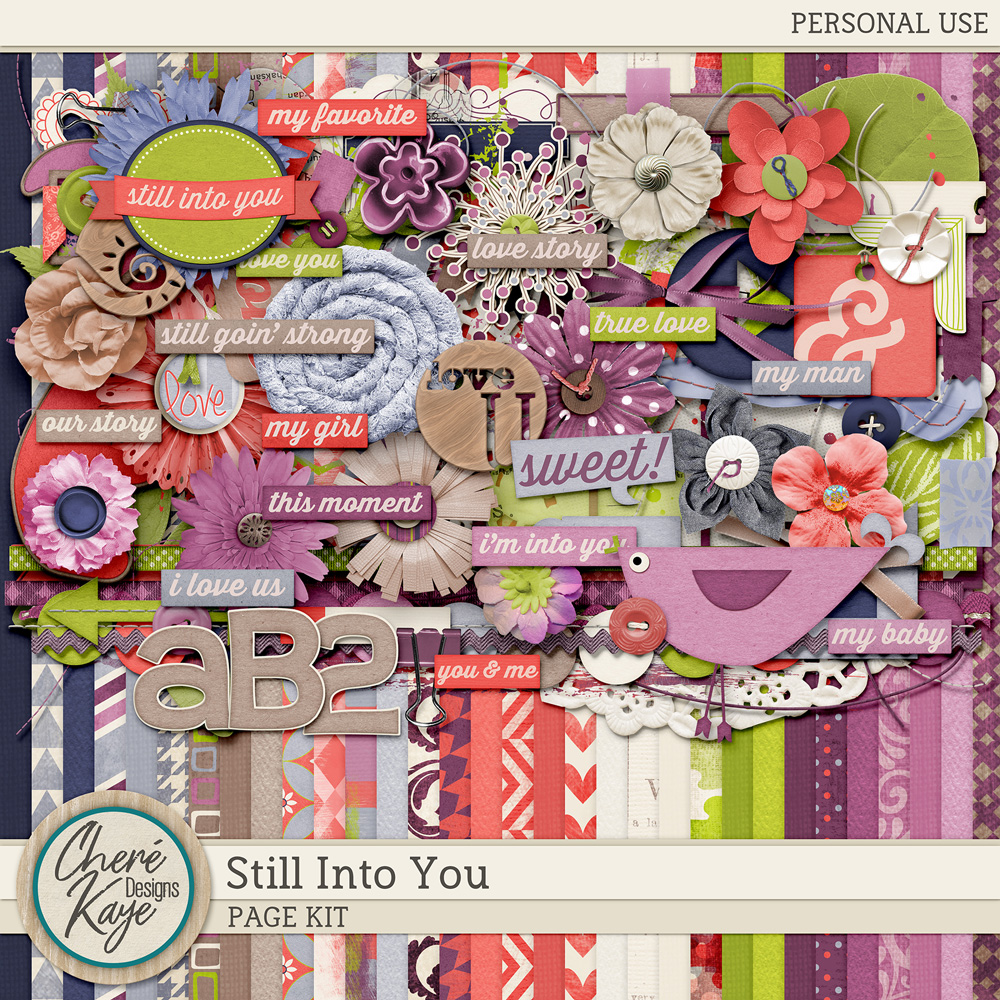 PERSONAL USE
my favorite
still into you
love story
love you
true love
still goin' strong
&
my man
love
love
U
our story
my girl
sweet!
this moment
i'm into you
i love us
aB2
my baby
you & me
Cheré
Kaye
Designs
Still Into You
PAGE KIT